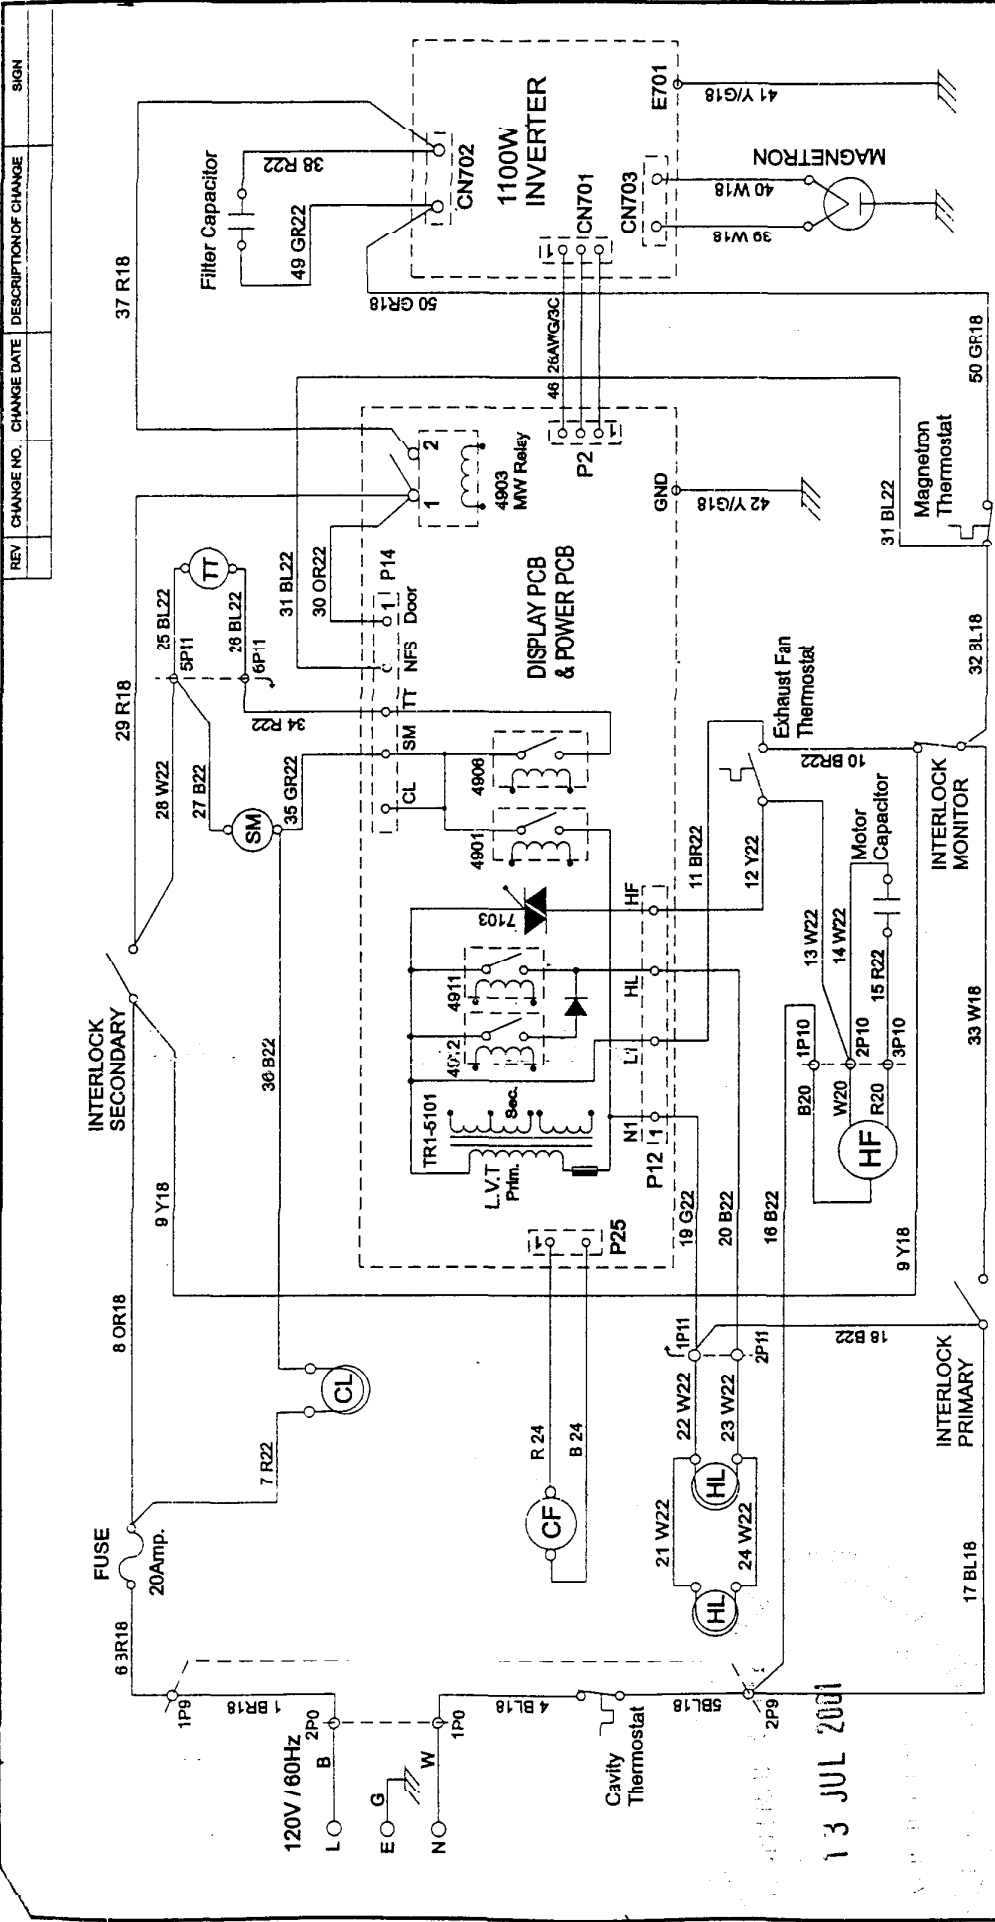 REV CHANGE NO. CHANGE DATE DESCRIPTION OF CHANGE SIGN
120V / 60Hz
L
B
2P0
E
G
N
W
1P0
1P9
1 BR18
FUSE
20Amp.
8 OR18
7 R22
CL
36 B22
9 Y18
INTERLOCK
SECONDARY
29 R18
28 W22
27 B22
SM
35 GR22
25 BL22
5P11
TT
26 BL22
6P11
34 R22
37 R18
Filter Capacitor
38 R22
49 GR22
50 GR18
CN702
1100W
INVERTER
CN701
1
CN703
E701
41 Y/G18
40 W18
39 W18
MAGNETRON
46 26AWG/3C
P2
1
1
2
4903
MW Relay
31 BL22
30 OR22
P14
1
Door
NFS
TT
SM
CL
DISPLAY PCB
& POWER PCB
GND
42 Y/G18
4906
4901
7103
4911
TR1-5101
Sec.
L.V.T
Prim.
HF
HL
N1
1
P12
1
P25
R 24
B 24
CF
19 G22
20 B22
16 B22
1P11
2P11
18 B22
22 W22
23 W22
21 W22
24 W22
HL
HL
4 BL18
Cavity
Thermostat
5BL18
2P9
17 BL18
INTERLOCK
PRIMARY
9 Y18
33 W18
HF
B20
W20
R20
1P10
2P10
3P10
13 W22
14 W22
15 R22
Motor
Capacitor
11 BR22
12 Y22
Exhaust Fan
Thermostat
10 BR22
INTERLOCK
MONITOR
32 BL18
31 BL22
Magnetron
Thermostat
50 GR18
13 JUL 2001